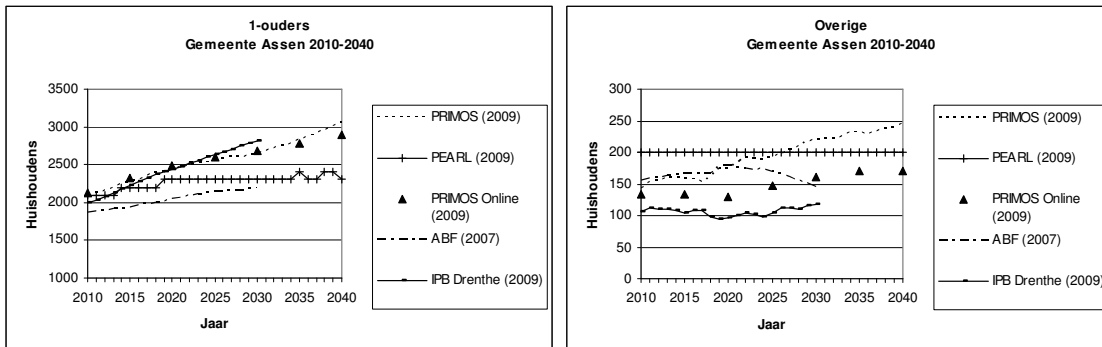 1-ouders
Gemeente Assen 2010-2040
3500
3000
2500
2000
1500
1000
Huishoudens
2010 2015 2020 2025 2030 2035 2040
Jaar
PRIMOS (2009)
PEARL (2009)
PRIMOS Online
(2009)
ABF (2007)
IPB Drenthe (2009)
Overige
Gemeente Assen 2010-2040
300
250
200
150
100
50
0
Huishoudens
2010 2015 2020 2025 2030 2035 2040
Jaar
PRIMOS (2009)
PEARL (2009)
PRIMOS Online
(2009)
ABF (2007)
IPB Drenthe (2009)